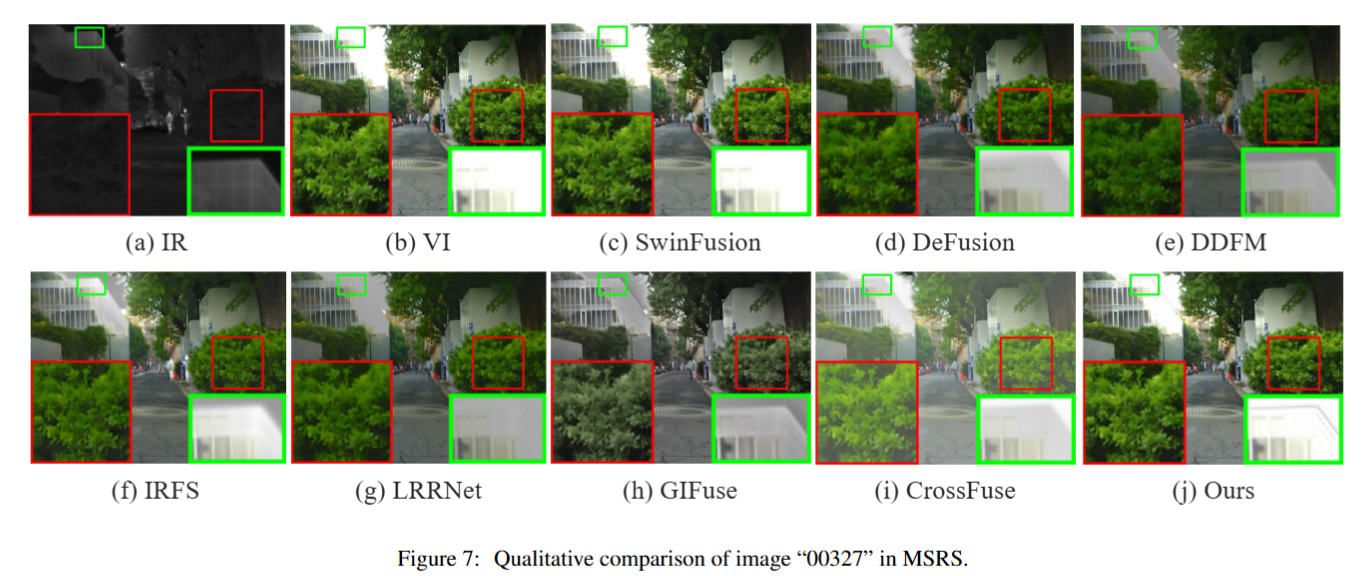 (a) IR (b) VI (c) SwinFusion (d) DeFusion (e) DDFM
(f) IRFS (g) LRRNet (h) GIFuse (i) CrossFuse (j) Ours
Figure 7: Qualitative comparison of image “00327” in MSRS.